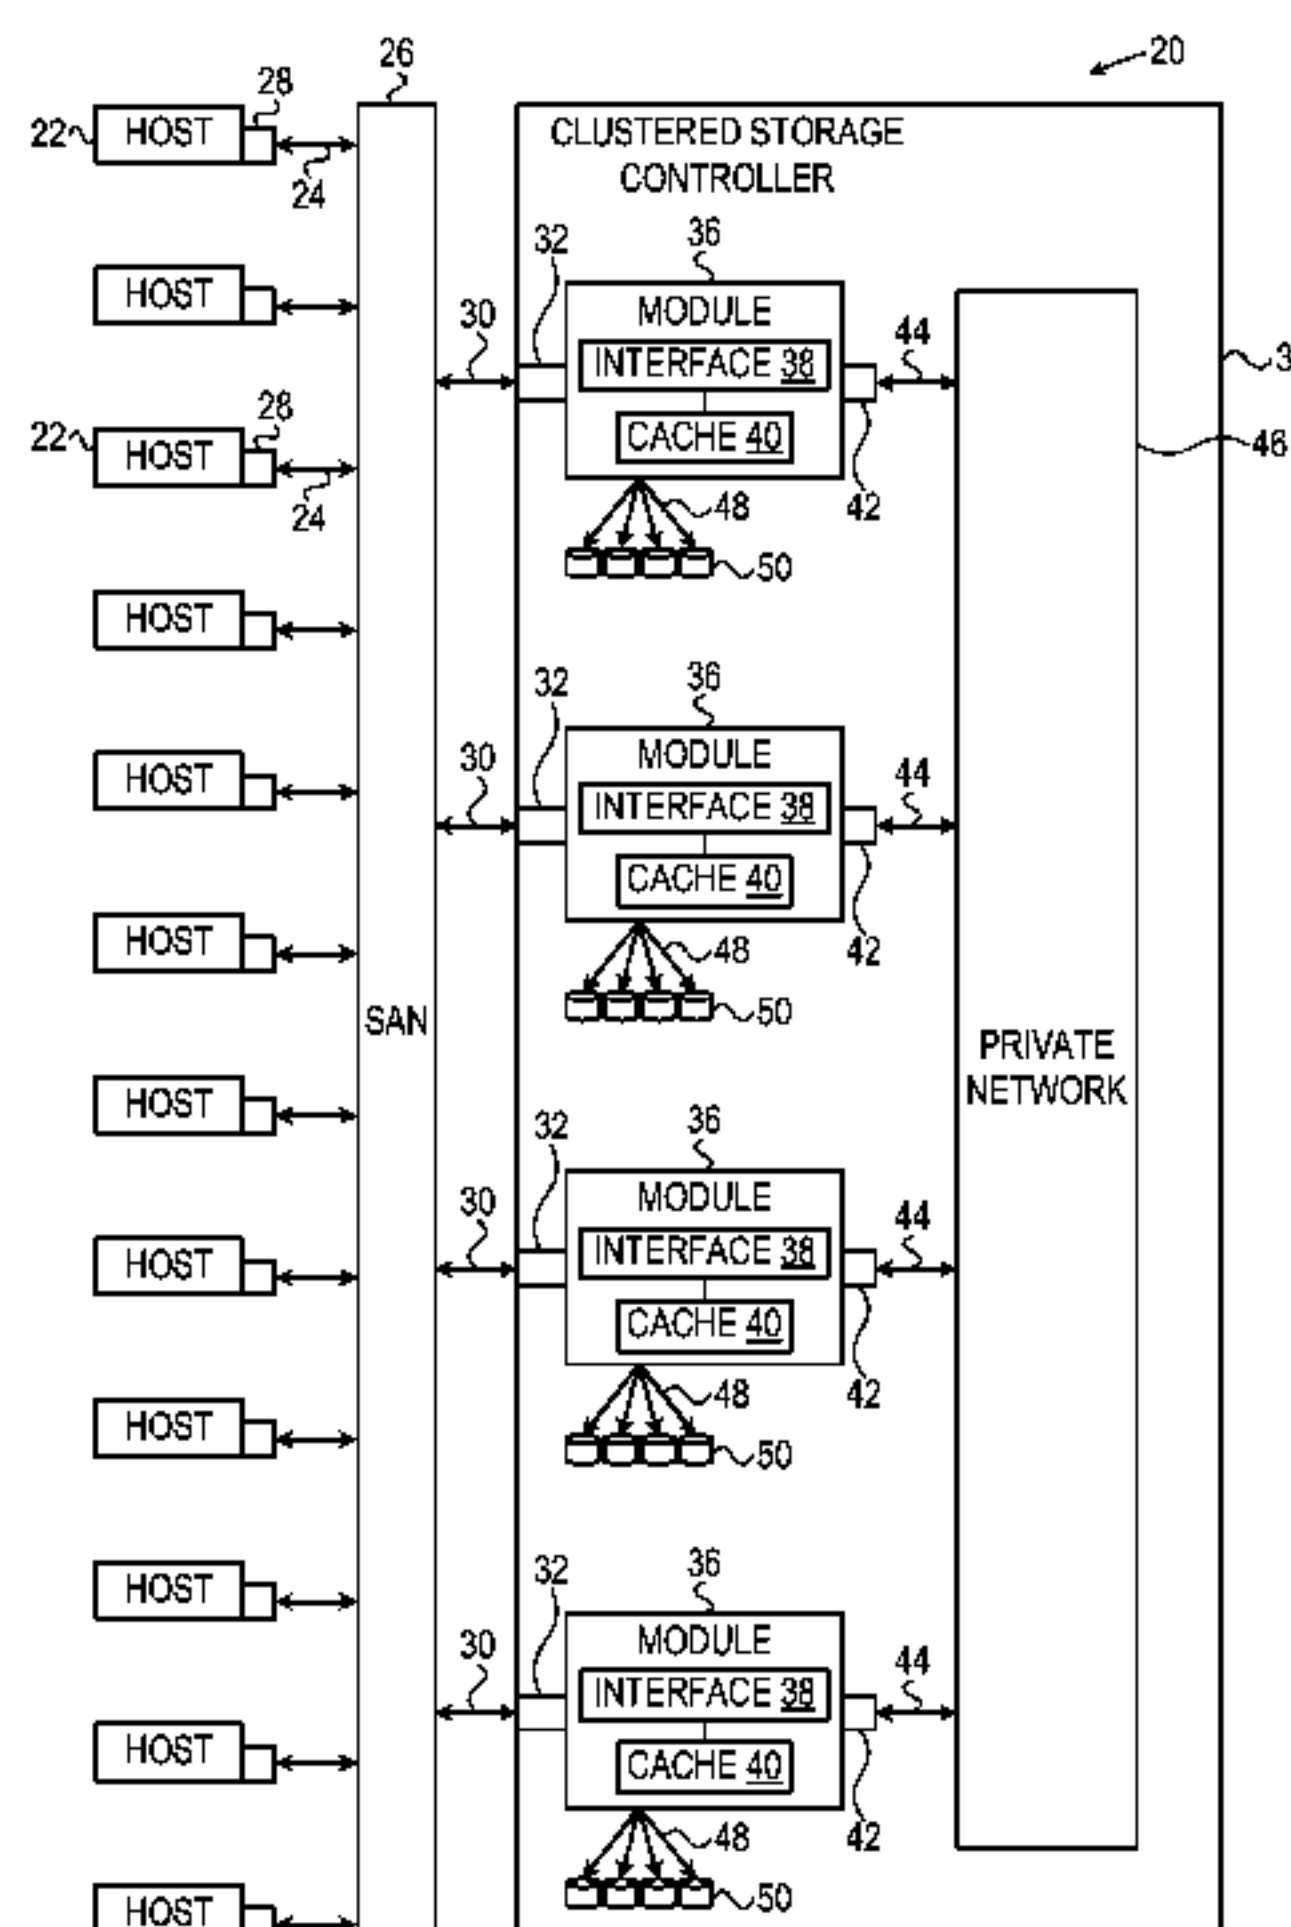 20
26
28
22 HOST
24
CLUSTERED STORAGE
CONTROLLER
HOST
22 HOST
28
24
HOST
HOST
HOST
HOST
HOST
HOST
HOST
HOST
HOST
SAN
30
32
36
MODULE
INTERFACE 38
CACHE 40
44
42
48
50
3
46
30
32
36
MODULE
INTERFACE 38
CACHE 40
44
42
48
50
PRIVATE
NETWORK
30
32
36
MODULE
INTERFACE 38
CACHE 40
44
42
48
50
30
32
36
MODULE
INTERFACE 38
CACHE 40
44
42
48
50